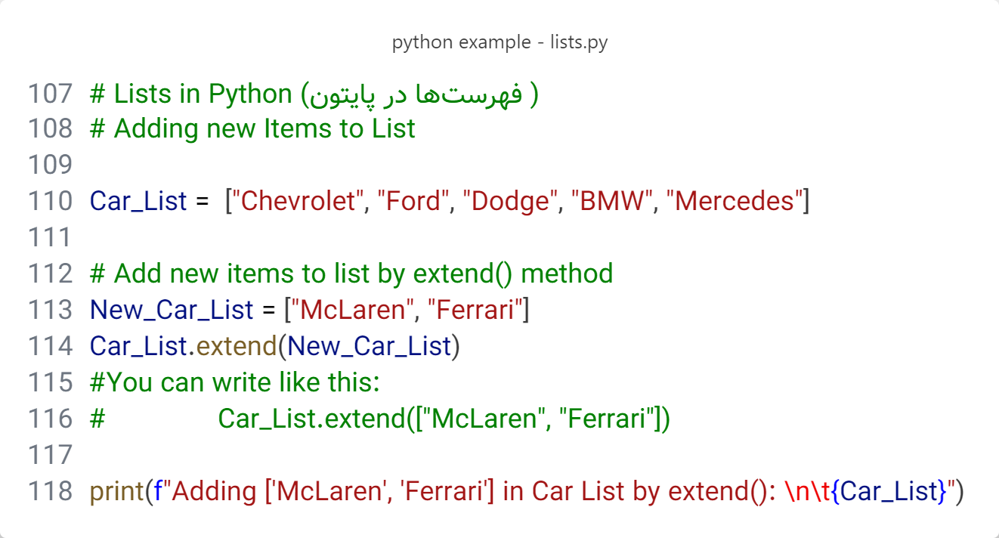 python example - lists.py
107 # Lists in Python (فهرست‌ها در پایتون )
108 # Adding new Items to List
109
110 Car_List =  ["Chevrolet", "Ford", "Dodge", "BMW", "Mercedes"]
111
112 # Add new items to list by extend() method
113 New_Car_List = ["McLaren", "Ferrari"]
114 Car_List.extend(New_Car_List)
115 #You can write like this:
116 #        Car_List.extend(["McLaren", "Ferrari"])
117
118 print(f"Adding ['McLaren', 'Ferrari'] in Car List by extend(): \n\t{Car_List}")